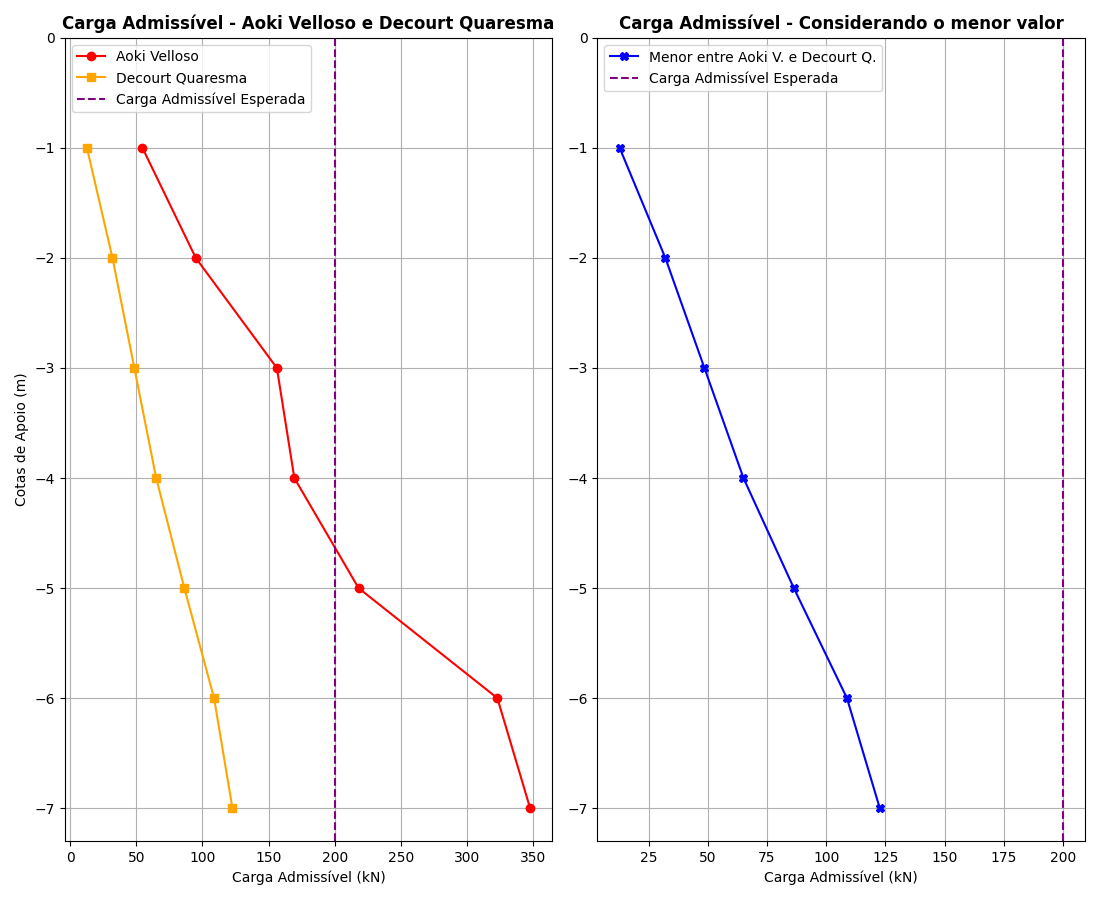 Carga Admissível - Aoki Velloso e Decourt Quaresma
Aoki Velloso
Decourt Quaresma
Carga Admissível Esperada
0
−1
−2
−3
−4
−5
−6
−7
Cotas de Apoio (m)
0 50 100 150 200 250 300 350
Carga Admissível (kN)
Carga Admissível - Considerando o menor valor
Menor entre Aoki V. e Decourt Q.
Carga Admissível Esperada
0
−1
−2
−3
−4
−5
−6
−7
25 50 75 100 125 150 175 200
Carga Admissível (kN)